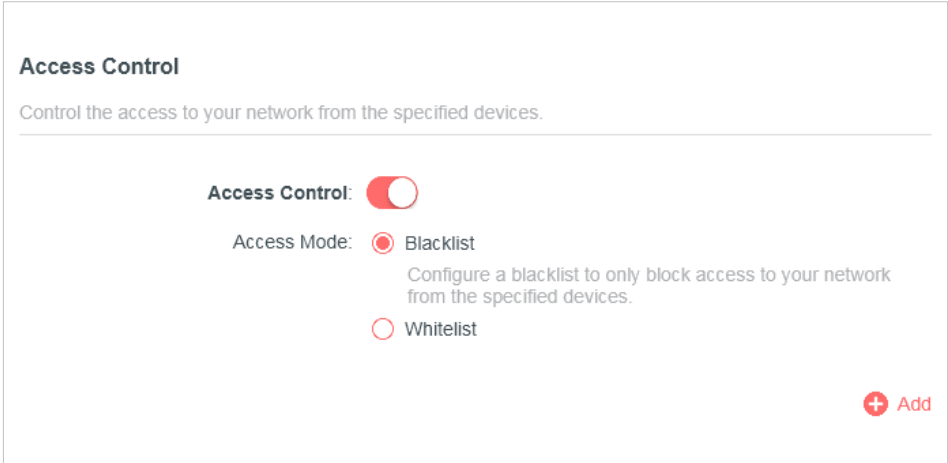 Access Control
Control the access to your network from the specified devices.
Access Control:
Access Mode: Blacklist
Configure a blacklist to only block access to your network
from the specified devices.
Whitelist
Add